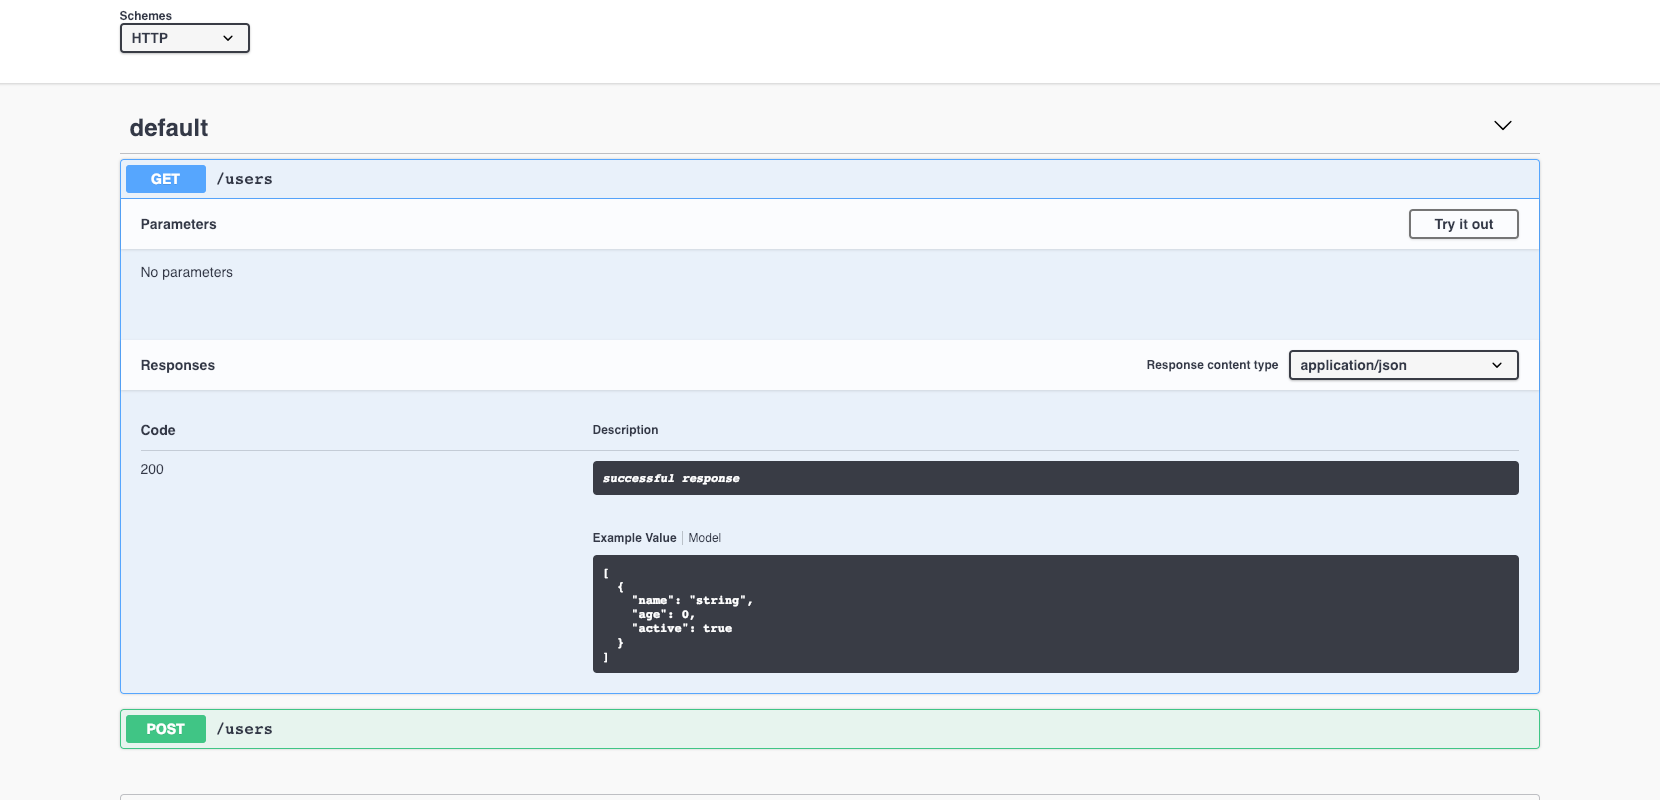 Schemes
HTTP
default
GET /users
Parameters Try it out
No parameters
Responses Response content type application/json
Code Description
200 successful response
Example Value Model
[
  {
    "name": "string",
    "age": 0,
    "active": true
  }
]
POST /users